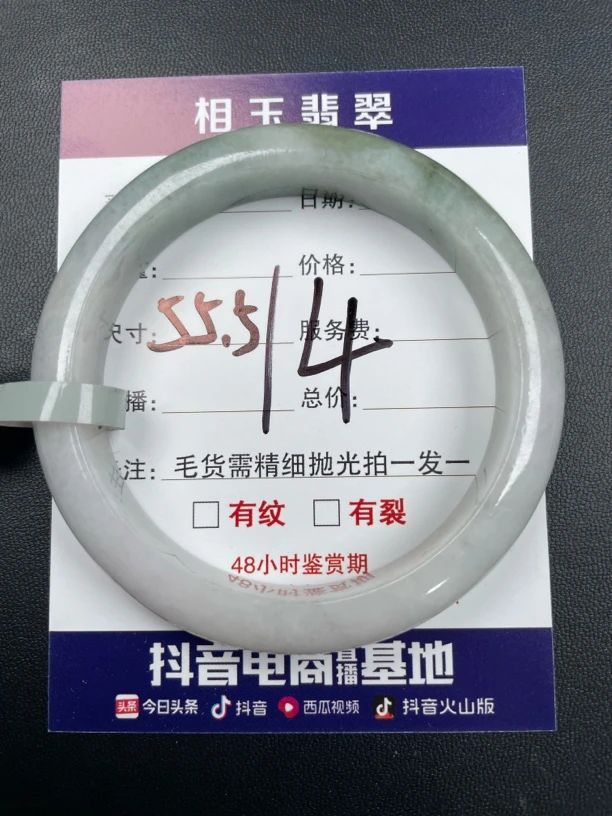 相玉翡翠
日期:
价格:
尺寸: 55.5 | 4
服务费:
播:
总价:
注: 毛货需精细抛光拍一发一
□ 有纹 □ 有裂
48小时鉴赏期
抖音电商直播基地
头条 今日头条 抖音 西瓜视频 抖音火山版